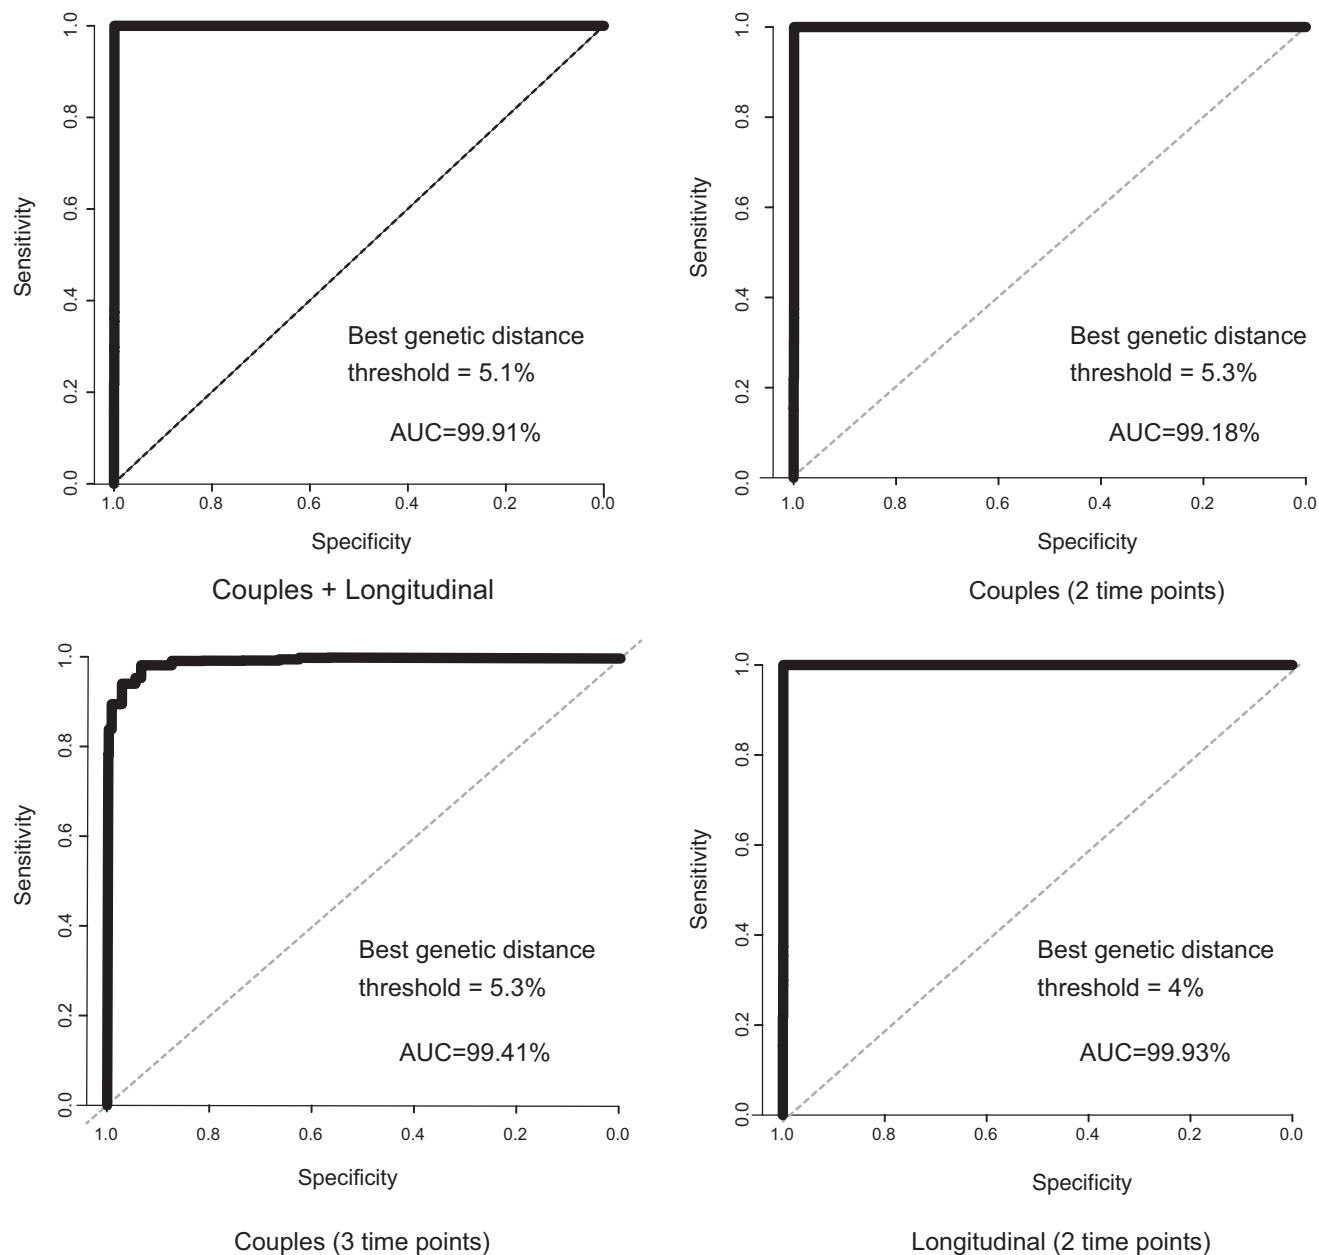 1.0
0.8
0.6
0.4
0.2
0.0
Sensitivity
Best genetic distance
threshold = 5.1%
AUC=99.91%
1.0 0.8 0.6 0.4 0.2 0.0
Specificity
Couples + Longitudinal
1.0
0.8
0.6
0.4
0.2
0.0
Sensitivity
Best genetic distance
threshold = 5.3%
AUC=99.18%
1.0 0.8 0.6 0.4 0.2 0.0
Specificity
Couples (2 time points)
1.0
0.8
0.6
0.4
0.2
0.0
Sensitivity
Best genetic distance
threshold = 5.3%
AUC=99.41%
1.0 0.8 0.6 0.4 0.2 0.0
Specificity
Couples (3 time points)
1.0
0.8
0.6
0.4
0.2
0.0
Sensitivity
Best genetic distance
threshold = 4%
AUC=99.93%
1.0 0.8 0.6 0.4 0.2 0.0
Specificity
Longitudinal (2 time points)